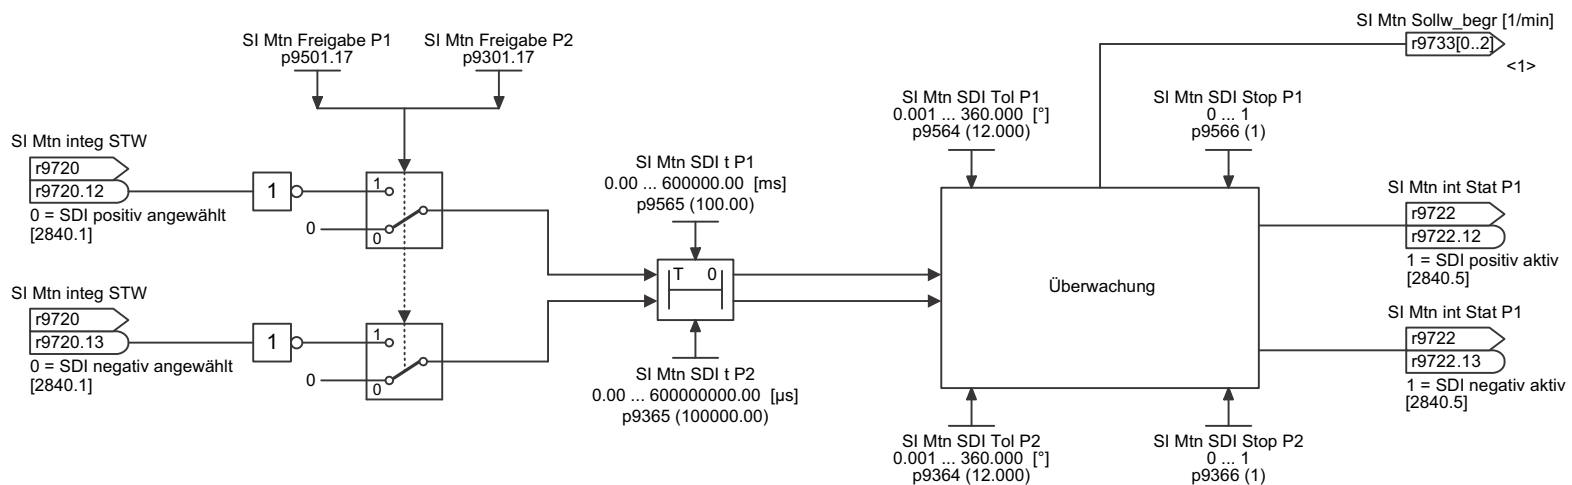 SI Mtn Freigabe P1
p9501.17
SI Mtn Freigabe P2
p9301.17
SI Mtn Sollw_begr [1/min]
r9733[0..2]
<1>
SI Mtn integ STW
r9720
r9720.12
0 = SDI positiv angewählt
[2840.1]
1
1
0
0
SI Mtn integ STW
r9720
r9720.13
0 = SDI negativ angewählt
[2840.1]
1
1
0
0
SI Mtn SDI t P1
0.00 ... 600000.00 [ms]
p9565 (100.00)
T 0
SI Mtn SDI t P2
0.00 ... 600000000.00 [µs]
p9365 (100000.00)
SI Mtn SDI Tol P1
0.001 ... 360.000 [°]
p9564 (12.000)
SI Mtn SDI Stop P1
0 ... 1
p9566 (1)
Überwachung
SI Mtn SDI Tol P2
0.001 ... 360.000 [°]
p9364 (12.000)
SI Mtn SDI Stop P2
0 ... 1
p9366 (1)
SI Mtn int Stat P1
r9722
r9722.12
1 = SDI positiv aktiv
[2840.5]
SI Mtn int Stat P1
r9722
r9722.13
1 = SDI negativ aktiv
[2840.5]